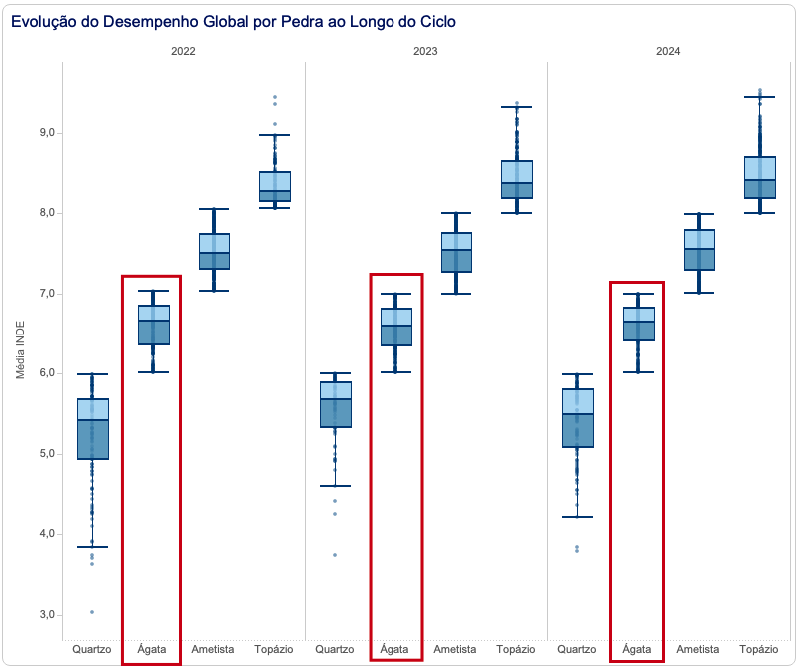 Evolução do Desempenho Global por Pedra ao Longo do Ciclo
2022 2023 2024
9,0
8,0
7,0
6,0
5,0
4,0
3,0
Média INDE
Quartzo Ágata Ametista Topázio Quartzo Ágata Ametista Topázio Quartzo Ágata Ametista Topázio